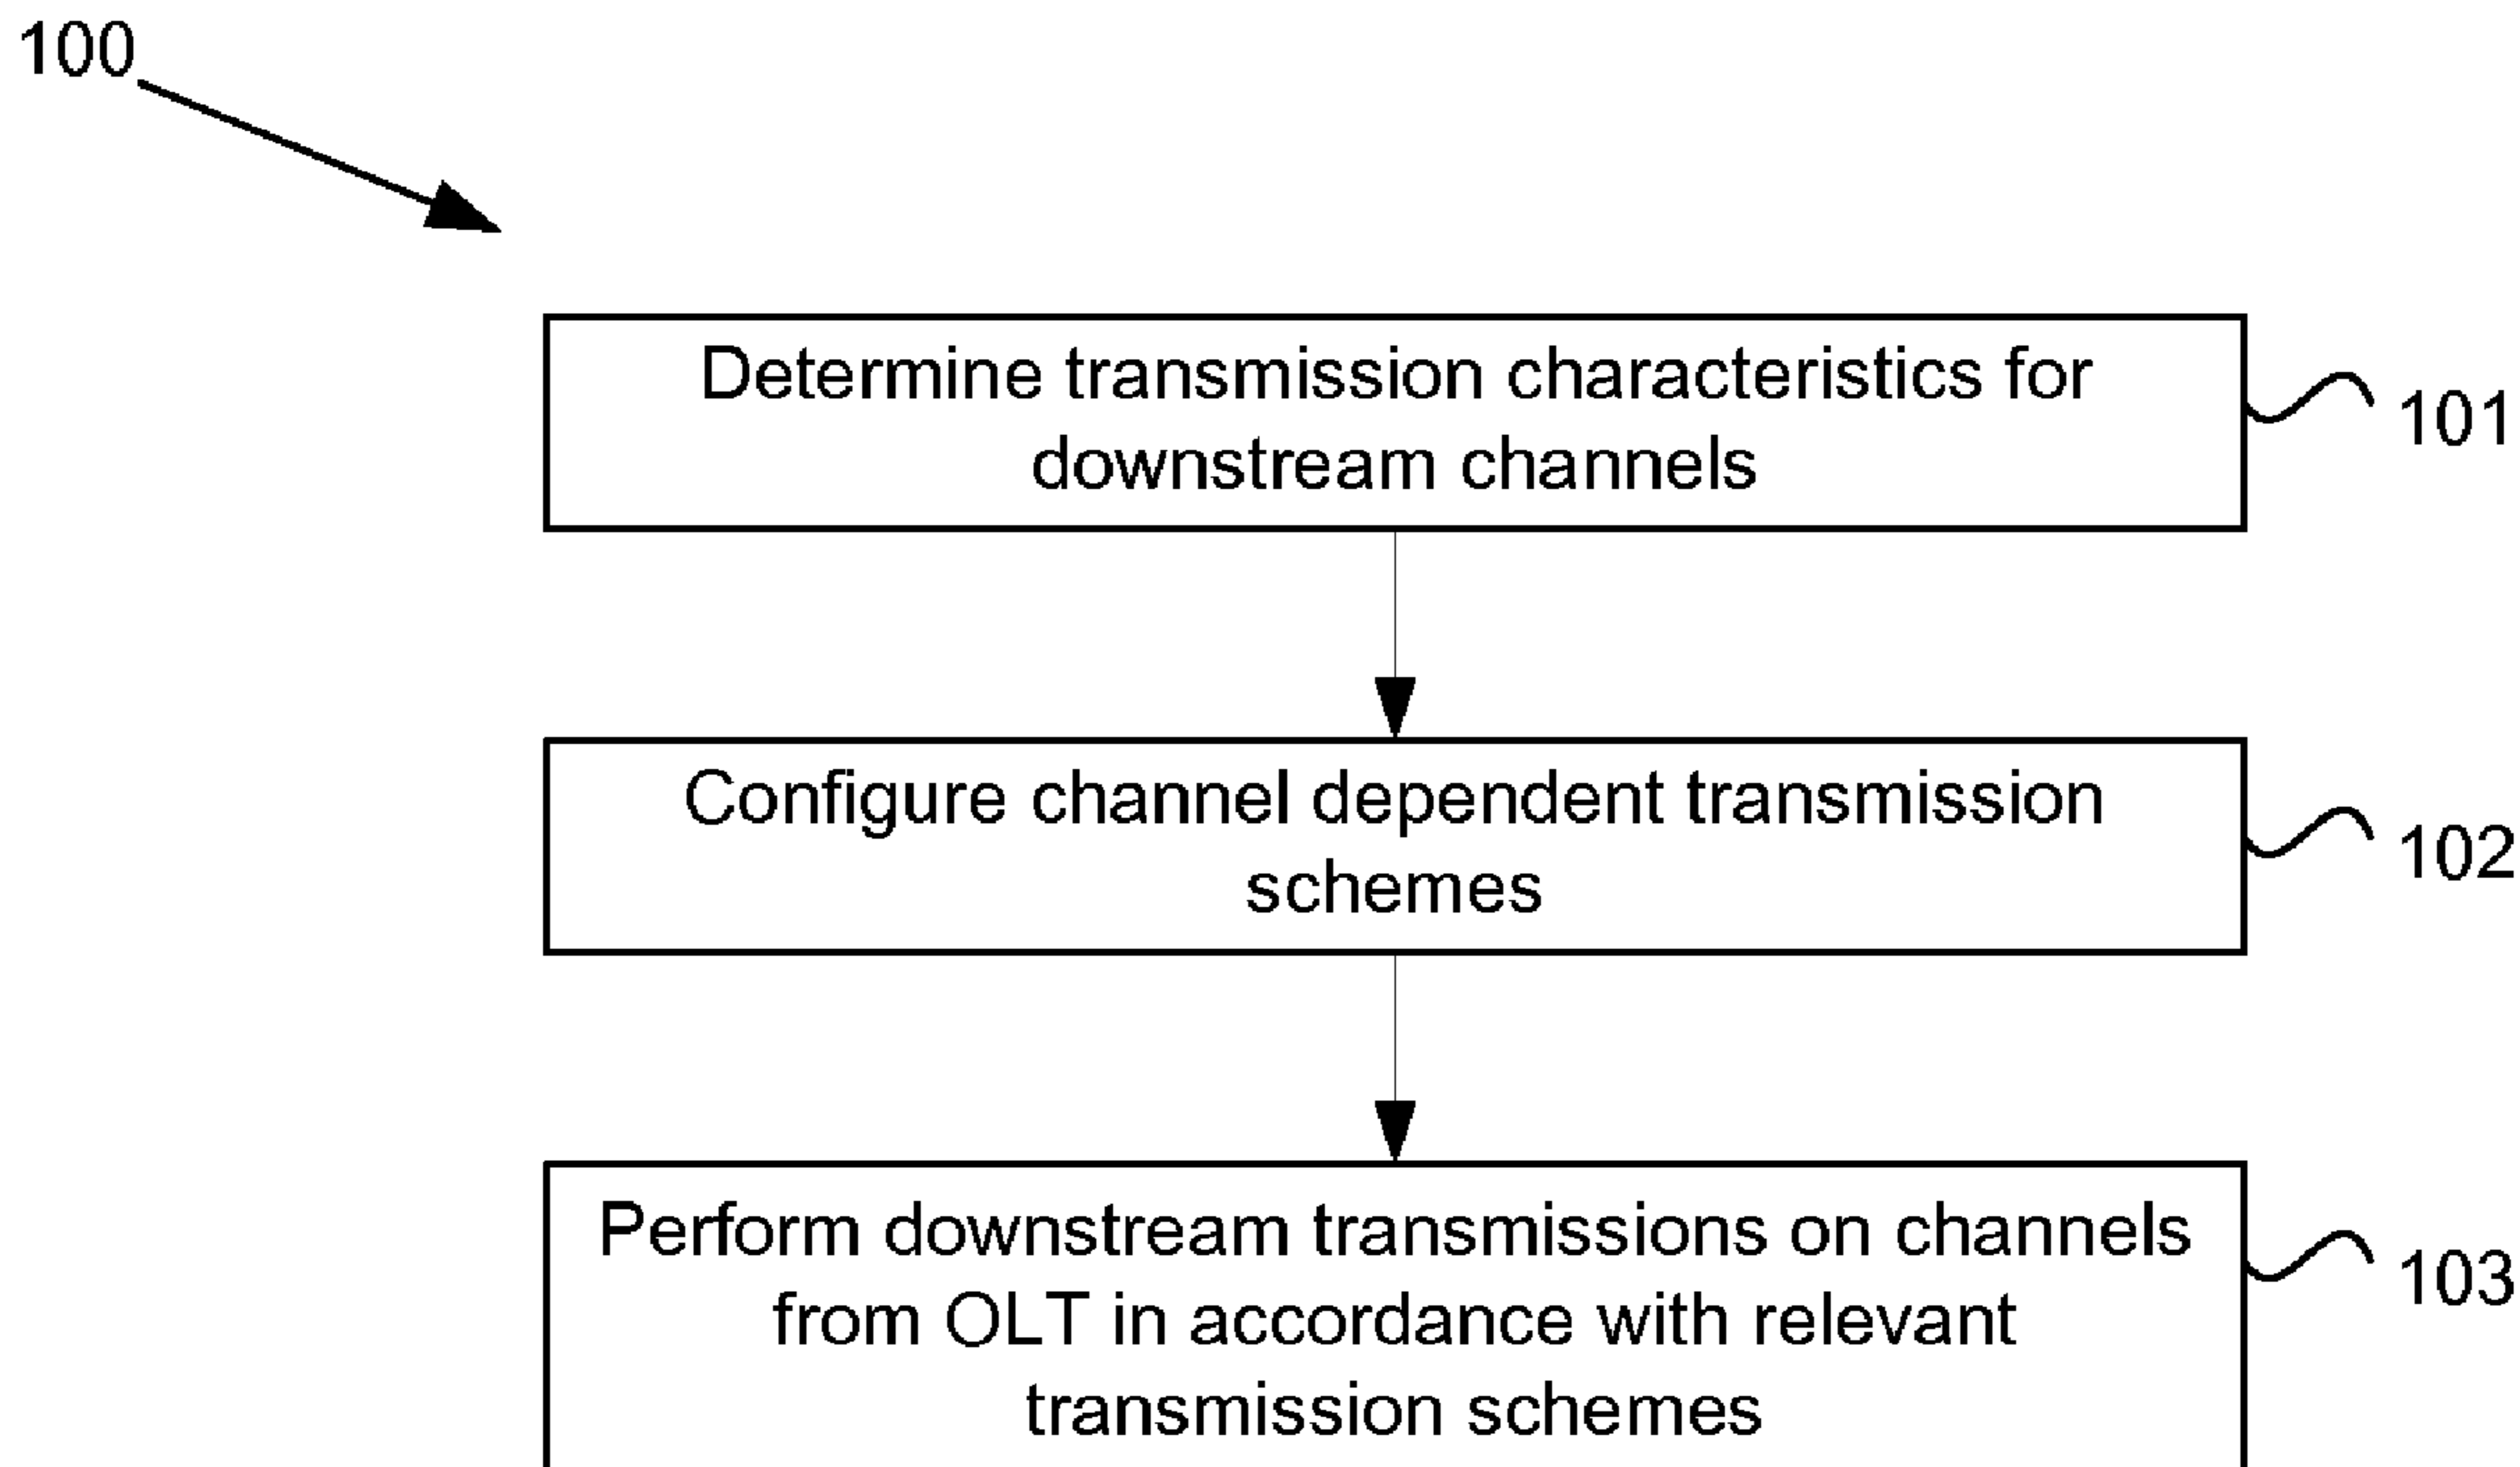 100
Determine transmission characteristics for
downstream channels
101
Configure channel dependent transmission
schemes
102
Perform downstream transmissions on channels
from OLT in accordance with relevant
transmission schemes
103